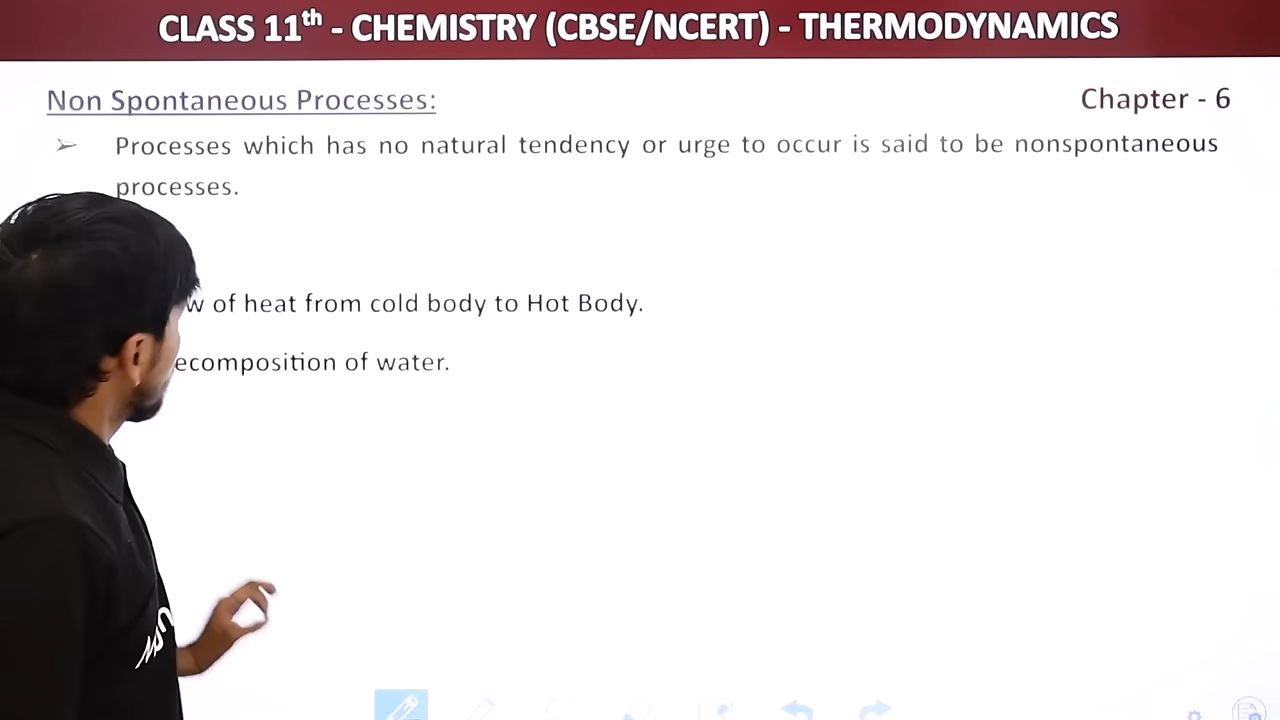 CLASS 11th - CHEMISTRY (CBSE/NCERT) - THERMODYNAMICS
Non Spontaneous Processes:
Chapter - 6
➢ Processes which has no natural tendency or urge to occur is said to be nonspontaneous
processes.
of heat from cold body to Hot Body.
ecomposition of water.